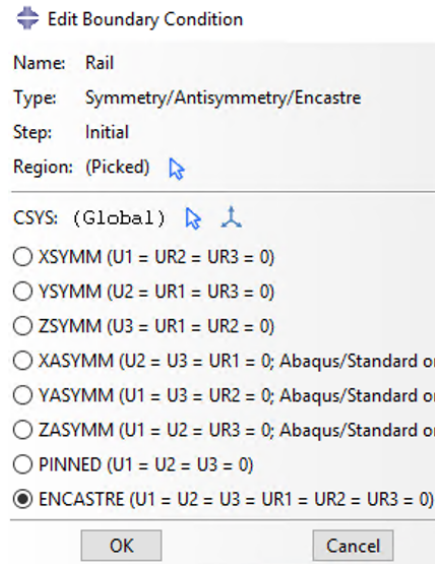 Edit Boundary Condition
Name: Rail
Type: Symmetry/Antisymmetry/Encastre
Step: Initial
Region: (Picked)
CSYS: (Global)
XSYMM (U1 = UR2 = UR3 = 0)
YSYMM (U2 = UR1 = UR3 = 0)
ZSYMM (U3 = UR1 = UR2 = 0)
XASYMM (U2 = U3 = UR1 = 0; Abaqus/Standard
YASYMM (U1 = U3 = UR2 = 0; Abaqus/Standard
ZASYMM (U1 = U2 = UR3 = 0; Abaqus/Standard
PINNED (U1 = U2 = U3 = 0)
ENCASTRE (U1 = U2 = U3 = UR1 = UR2 = UR3 = 0)
OK Cancel